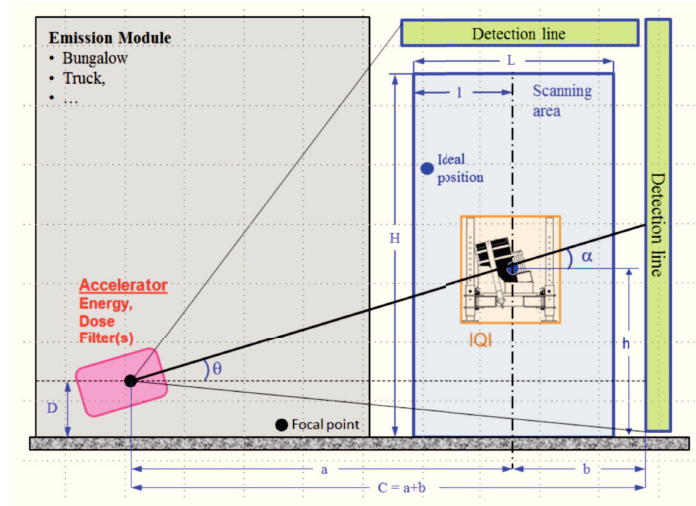 Emission Module
• Bungalow
• Truck,
• ...
Detection line
L
l
Scanning
area
Ideal
position
H
Detection line
α
Accelerator
Energy,
Dose
Filter(s)
IQI
h
θ
D
Focal point
a
b
C = a+b